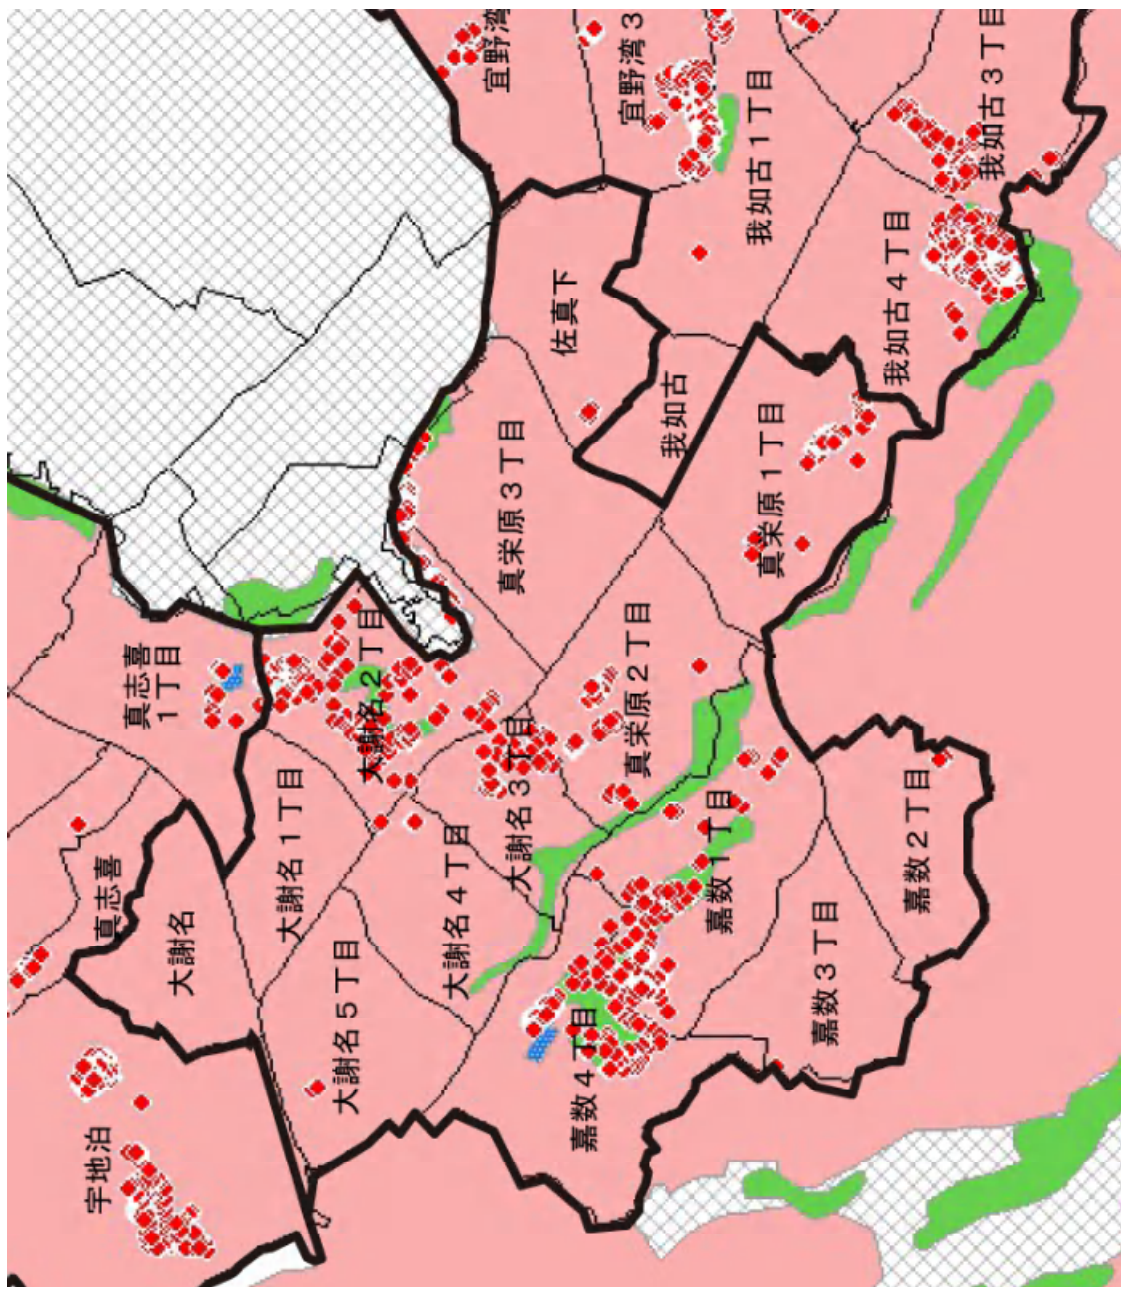 宜野湾
宜野湾３
我如古１丁目
我如古３丁目
我如古４丁目
佐真下
我如古
真栄原３丁目
真栄原１丁目
真志喜
１丁目
大謝名２丁目
真栄原２丁目
大謝名３丁目
大謝名１丁目
真志喜
大謝名
大謝名４丁目
大謝名５丁目
嘉数１丁目
嘉数２丁目
嘉数３丁目
嘉数４丁目
宇地泊